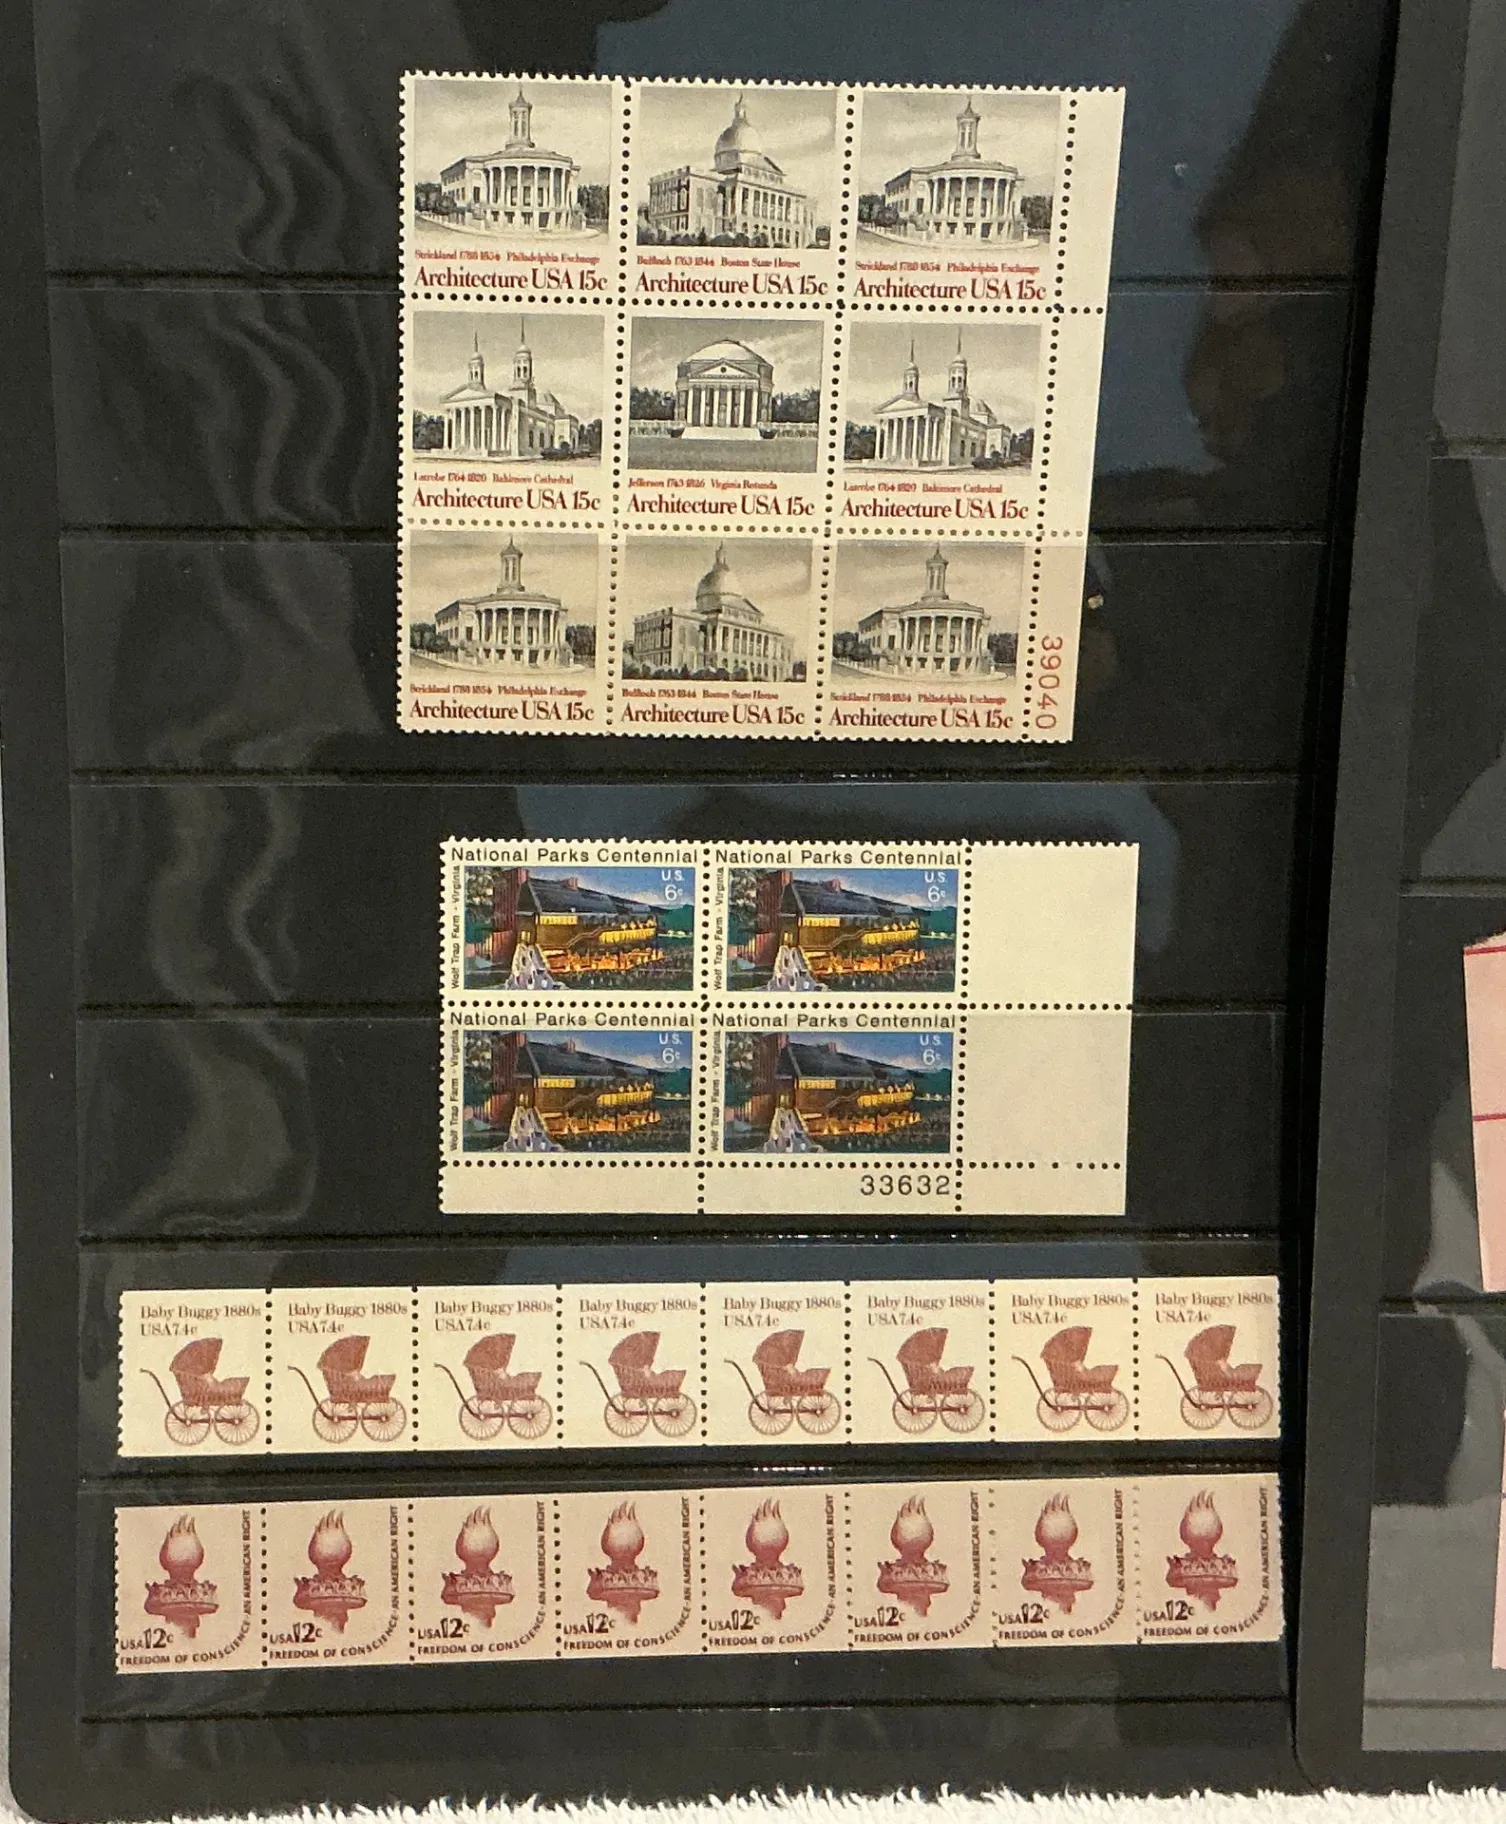 Strickland 1788 1854 Philadelphia Exchange
Architecture USA 15c
Bulfinch 1763 1844 Boston State House
Architecture USA 15c
Strickland 1788 1854 Philadelphia Exchange
Architecture USA 15c
Latrobe 1764 1820 Baltimore Cathedral
Architecture USA 15c
Jefferson 1743 1826 Virginia Rotunda
Architecture USA 15c
Latrobe 1764 1820 Baltimore Cathedral
Architecture USA 15c
Strickland 1788 1854 Philadelphia Exchange
Architecture USA 15c
Bulfinch 1763 1844 Boston State House
Architecture USA 15c
Strickland 1788 1854 Philadelphia Exchange
Architecture USA 15c
39040
National Parks Centennial
U.S.
6c
Wolf Trap Farm - Virginia
National Parks Centennial
U.S.
6c
Wolf Trap Farm - Virginia
National Parks Centennial
U.S.
6c
Wolf Trap Farm - Virginia
National Parks Centennial
U.S.
6c
Wolf Trap Farm - Virginia
33632
Baby Buggy 1880s
USA 7.4c
Baby Buggy 1880s
USA 7.4c
Baby Buggy 1880s
USA 7.4c
Baby Buggy 1880s
USA 7.4c
Baby Buggy 1880s
USA 7.4c
Baby Buggy 1880s
USA 7.4c
Baby Buggy 1880s
USA 7.4c
Baby Buggy 1880s
USA 7.4c
USA 12c
FREEDOM OF CONSCIENCE - AN AMERICAN RIGHT
USA 12c
FREEDOM OF CONSCIENCE - AN AMERICAN RIGHT
USA 12c
FREEDOM OF CONSCIENCE - AN AMERICAN RIGHT
USA 12c
FREEDOM OF CONSCIENCE - AN AMERICAN RIGHT
USA 12c
FREEDOM OF CONSCIENCE - AN AMERICAN RIGHT
USA 12c
FREEDOM OF CONSCIENCE - AN AMERICAN RIGHT
USA 12c
FREEDOM OF CONSCIENCE - AN AMERICAN RIGHT
USA 12c
FREEDOM OF CONSCIENCE - AN AMERICAN RIGHT